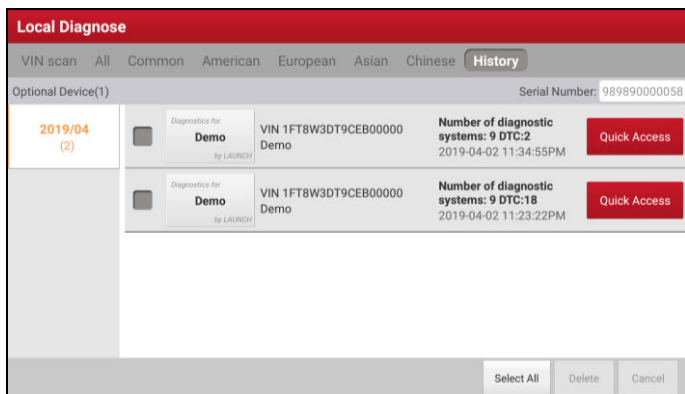 Local Diagnose
VIN scan All Common American European Asian Chinese History
Optional Device(1) Serial Number: 989890000058
2019/04
(2)
Diagnostics for
Demo
by LAUNCH
VIN 1FT8W3DT9CEB00000
Demo
Number of diagnostic
systems: 9 DTC:2
2019-04-02 11:34:55PM
Quick Access
Diagnostics for
Demo
by LAUNCH
VIN 1FT8W3DT9CEB00000
Demo
Number of diagnostic
systems: 9 DTC:18
2019-04-02 11:23:22PM
Quick Access
Select All Delete Cancel